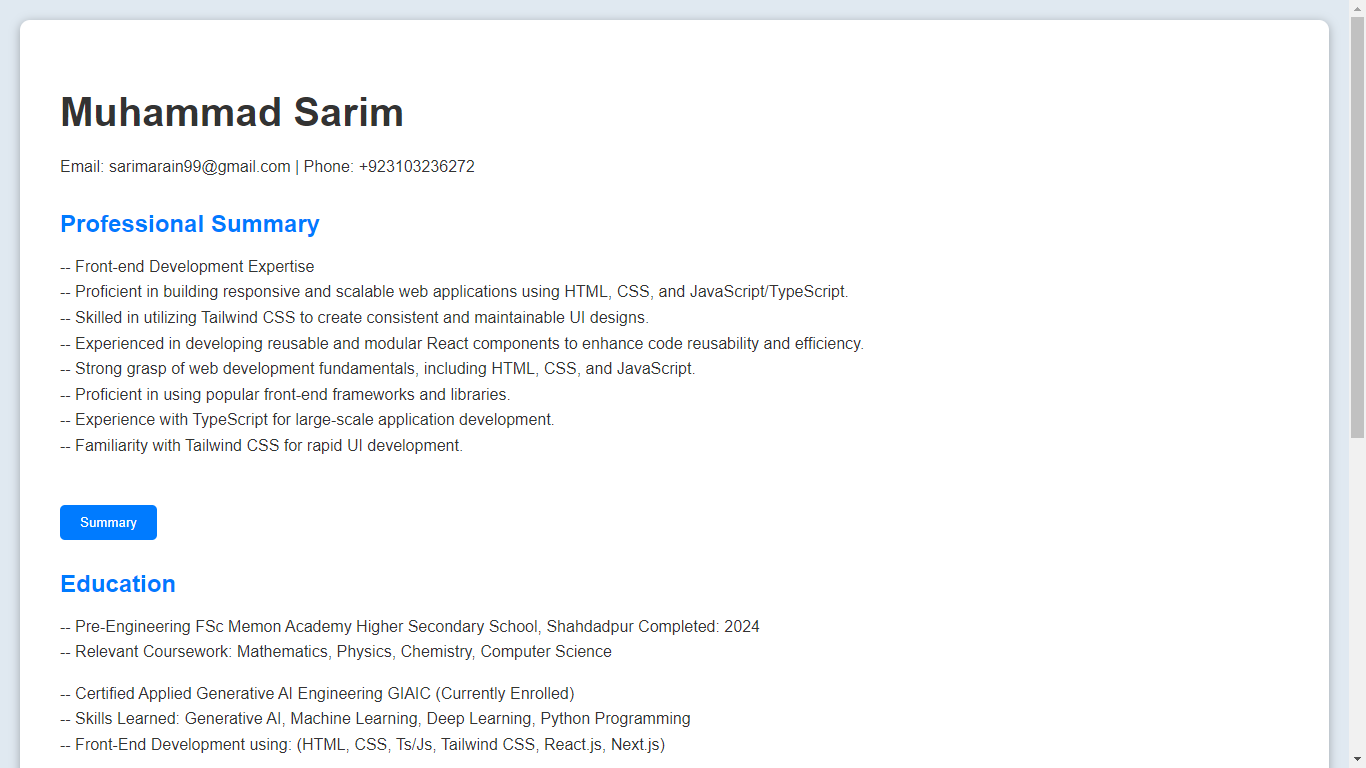 Muhammad Sarim
Email: sarimarain99@gmail.com | Phone: +923103236272
Professional Summary
-- Front-end Development Expertise
-- Proficient in building responsive and scalable web applications using HTML, CSS, and JavaScript/TypeScript.
-- Skilled in utilizing Tailwind CSS to create consistent and maintainable UI designs.
-- Experienced in developing reusable and modular React components to enhance code reusability and efficiency.
-- Strong grasp of web development fundamentals, including HTML, CSS, and JavaScript.
-- Proficient in using popular front-end frameworks and libraries.
-- Experience with TypeScript for large-scale application development.
-- Familiarity with Tailwind CSS for rapid UI development.
Summary
Education
-- Pre-Engineering FSc Memon Academy Higher Secondary School, Shahdadpur Completed: 2024
-- Relevant Coursework: Mathematics, Physics, Chemistry, Computer Science
-- Certified Applied Generative AI Engineering GIAIC (Currently Enrolled)
-- Skills Learned: Generative AI, Machine Learning, Deep Learning, Python Programming
-- Front-End Development using: (HTML, CSS, Ts/Js, Tailwind CSS, React.js, Next.js)